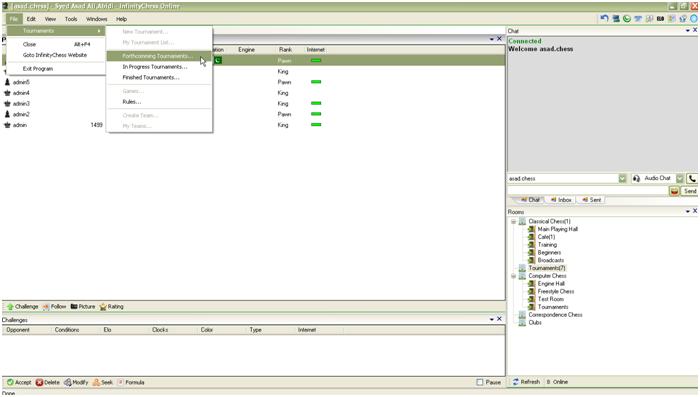 [asad.chess] - Syed Asad Ali Abidi - InfinityChess Online
File Edit View Tools Windows Help
Tournaments
Close Alt+F4
Goto InfinityChess Website
Exit Program
New Tournament...
My Tournament List...
Forthcomming Tournaments...
In Progress Tournaments...
Finished Tournaments...
Games...
Rules...
Create Team...
My Teams...
ation Engine Rank Internet
Pawn
King
admin5 Pawn
admin4 King
admin3 King
admin2 Pawn
admin 1499 King
Challenge Follow Picture Rating
Challenges
Opponent Conditions Elo Clocks Color Type Internet
Accept Delete Modify Seek Formula Pause
Done
Chat
Connected
Welcome asad.chess
asad.chess Audio Chat
Send
Chat Inbox Sent
Rooms
Classical Chess(1)
Main Playing Hall
Café(1)
Training
Beginners
Broadcasts
Tournaments(7)
Computer Chess
Engine Hall
Freestyle Chess
Test Room
Tournaments
Correspondence Chess
Clubs
Refresh 8 Online